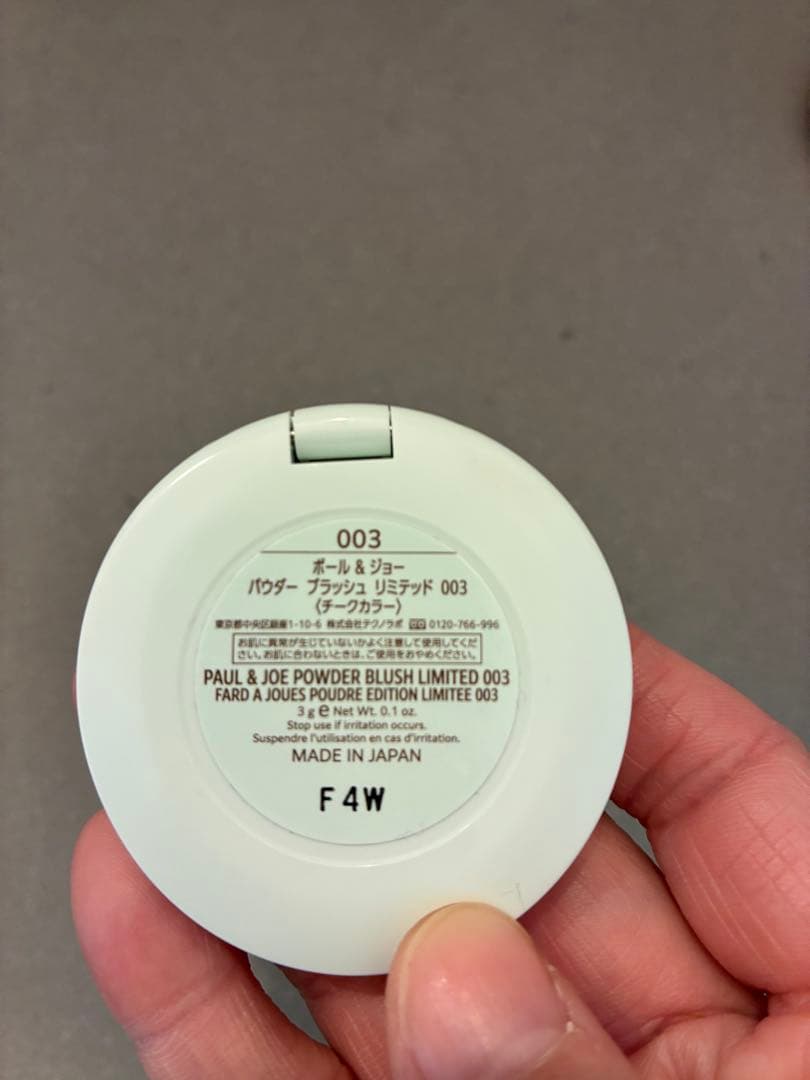 003
ポール & ジョー
パウダー ブラッシュ リミテッド 003
〈チークカラー〉
東京都中央区銀座1-10-6 株式会社テクノラボ 0120-766-996
お肌に異常が生じていないかよく注意して使用してくだ
さい。お肌に合わないときは、ご使用をおやめください。
PAUL & JOE POWDER BLUSH LIMITED 003
FARD A JOUES POUDRE EDITION LIMITEE 003
3 g e Net Wt. 0.1 oz.
Stop use if irritation occurs.
Suspendre l'utilisation en cas d'irritation.
MADE IN JAPAN
F4W